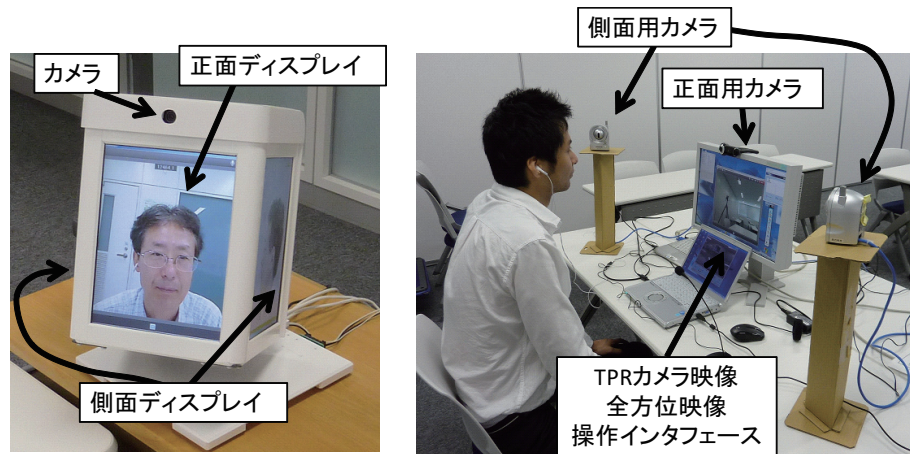 カメラ
正面ディスプレイ
側面ディスプレイ
側面用カメラ
正面用カメラ
TPRカメラ映像
全方位映像
操作インタフェース